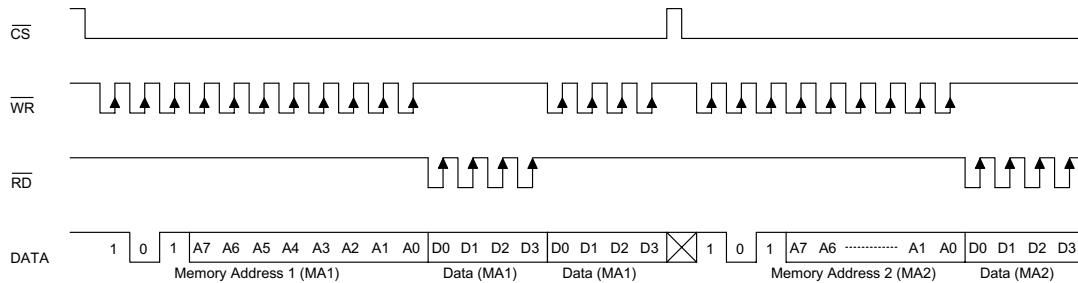 CS
WR
RD
DATA 1 0 1 A7 A6 A5 A4 A3 A2 A1 A0 D0 D1 D2 D3 D0 D1 D2 D3 1 0 1 A7 A6 A1 A0 D0 D1 D2 D3
Memory Address 1 (MA1) Data (MA1) Data (MA1) Memory Address 2 (MA2) Data (MA2)